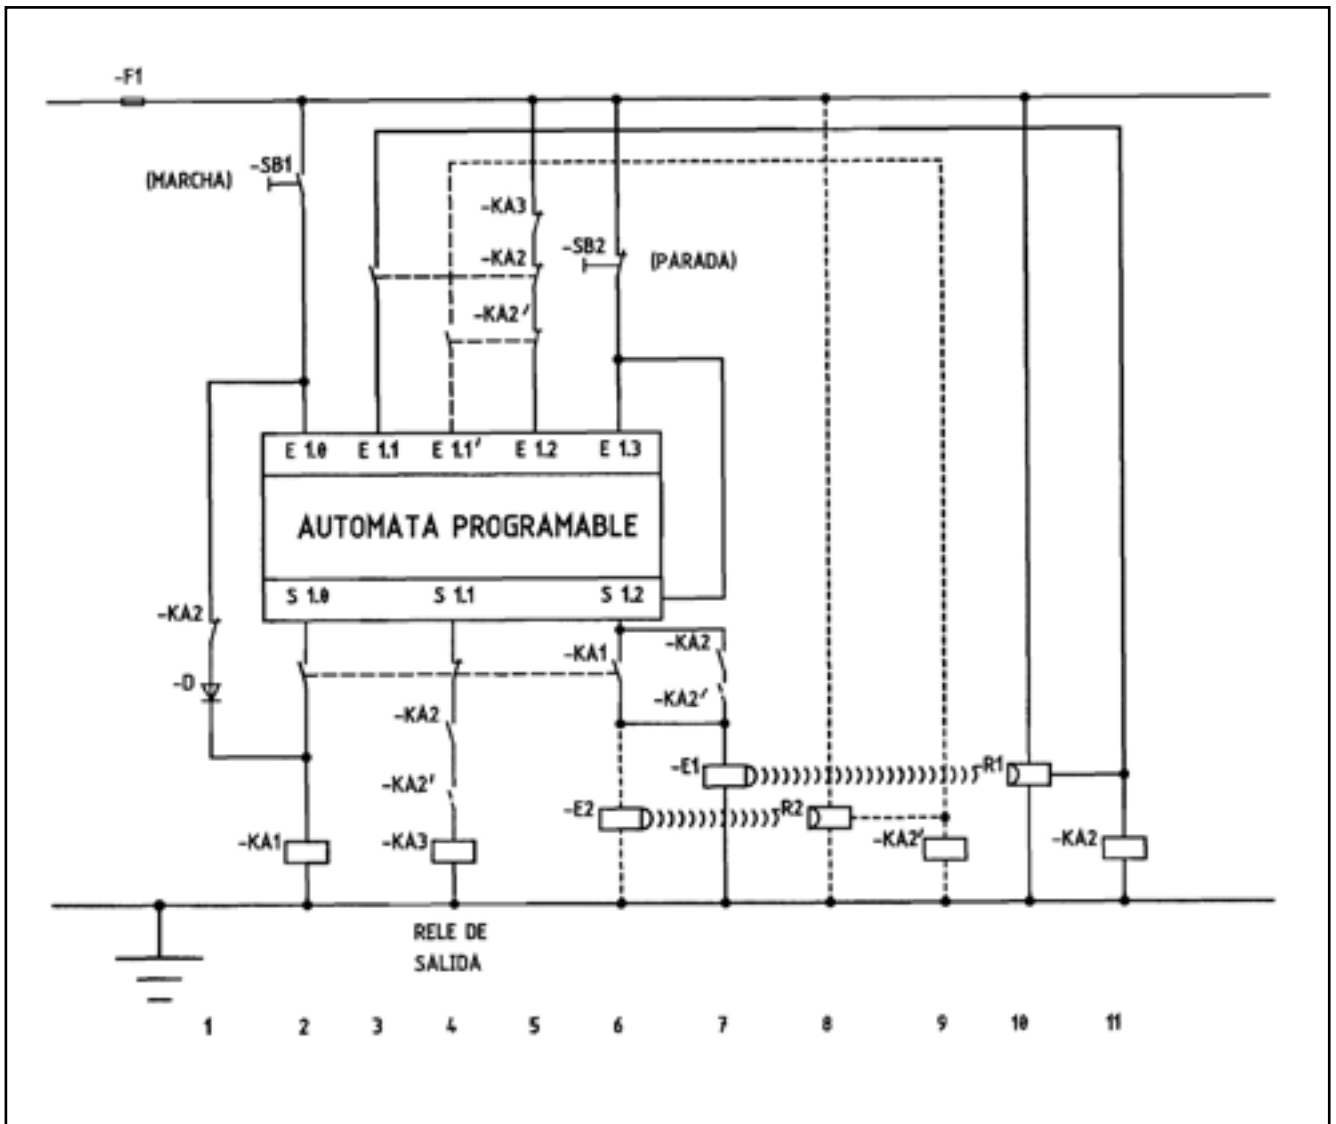 -F1
-SB1
(MARCHA)
-KA3
-SB2
-KA2
(PARADA)
-KA2'
E 1.0 E 1.1 E 1.1' E 1.2 E 1.3
AUTOMATA PROGRAMABLE
S 1.0 S 1.1 S 1.2
-KA2
-KA1
-KA2
-D
-KA2'
-KA2
-E1
-R1
-KA2'
-E2
-R2
-KA1
-KA3
-KA2'
-KA2
RELE DE
SALIDA
1 2 3 4 5 6 7 8 9 10 11